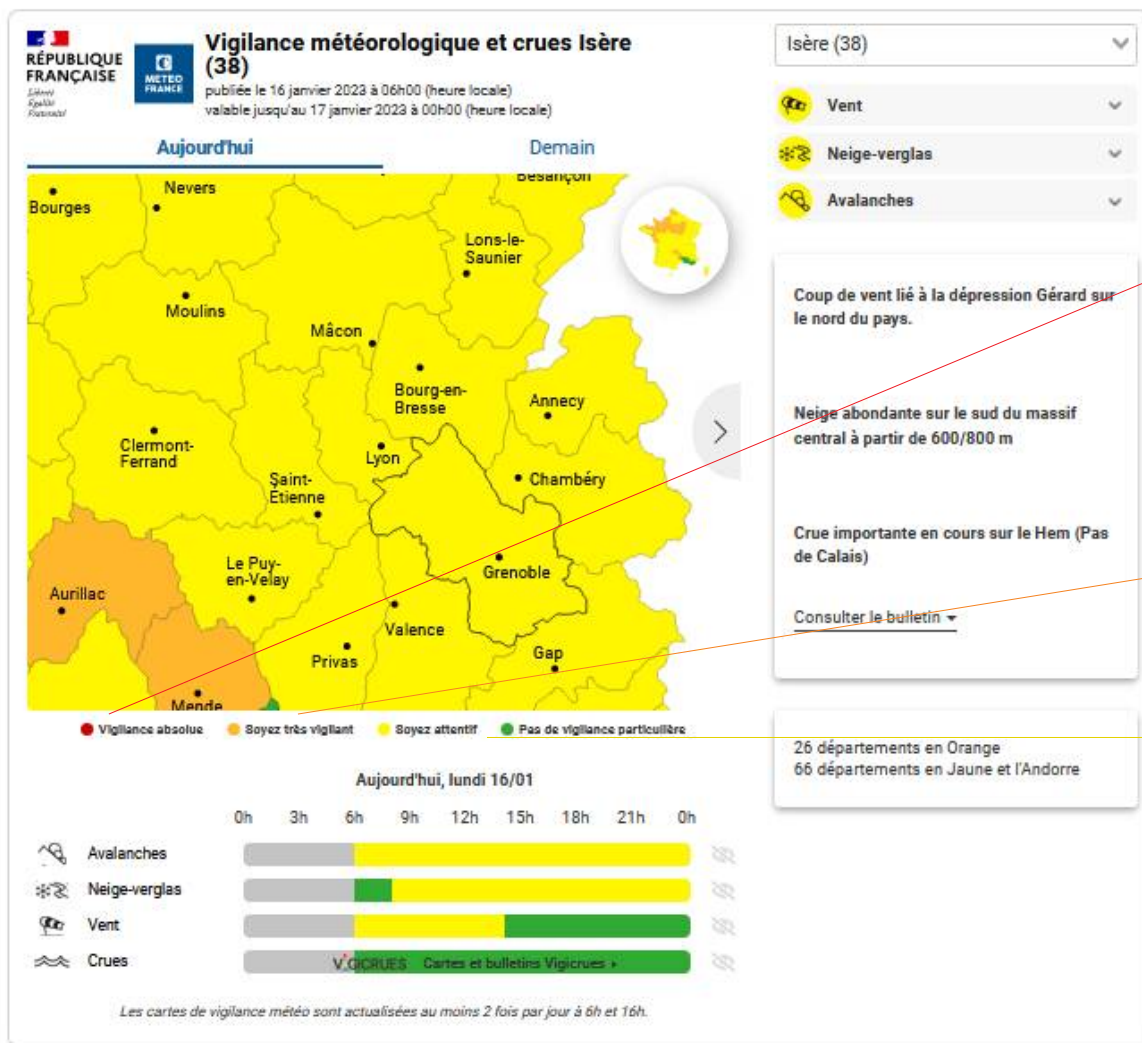 RÉPUBLIQUE
FRANÇAISE
Liberté
Égalité
Fraternité
METEO
FRANCE
Vigilance météorologique et crues Isère
(38)
publiée le 16 janvier 2023 à 06h00 (heure locale)
valable jusqu'au 17 janvier 2023 à 00h00 (heure locale)
Aujourd'hui
Demain
Bourges
Nevers
Besançon
Lons-le-
Saunier
Moulins
Mâcon
Bourg-en-
Bresse
Annecy
Clermont-
Ferrand
Lyon
Saint-
Etienne
Chambéry
Le Puy-
en-Velay
Grenoble
Aurillac
Valence
Privas
Gap
Mende
Vigilance absolue
Soyez très vigilant
Soyez attentif
Pas de vigilance particulière
Aujourd'hui, lundi 16/01
0h 3h 6h 9h 12h 15h 18h 21h 0h
Avalanches
Neige-verglas
Vent
Crues
VIGICRUES Cartes et bulletins Vigicrues
Les cartes de vigilance météo sont actualisées au moins 2 fois par jour à 6h et 16h.
Isère (38)
Vent
Neige-verglas
Avalanches
Coup de vent lié à la dépression Gérard sur
le nord du pays.
Neige abondante sur le sud du massif
central à partir de 600/800 m
Crue importante en cours sur le Hem (Pas
de Calais)
Consulter le bulletin
26 départements en Orange
66 départements en Jaune et l'Andorre